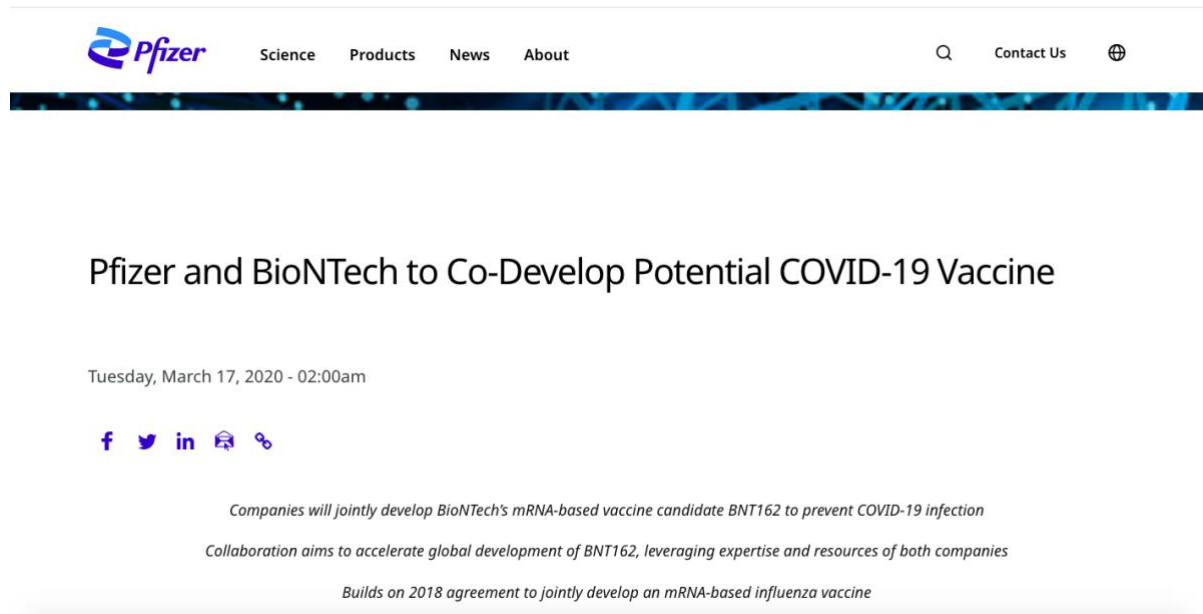 Pfizer
Science Products News About
Contact Us
Pfizer and BioNTech to Co-Develop Potential COVID-19 Vaccine
Tuesday, March 17, 2020 - 02:00am
Companies will jointly develop BioNTech's mRNA-based vaccine candidate BNT162 to prevent COVID-19 infection
Collaboration aims to accelerate global development of BNT162, leveraging expertise and resources of both companies
Builds on 2018 agreement to jointly develop an mRNA-based influenza vaccine